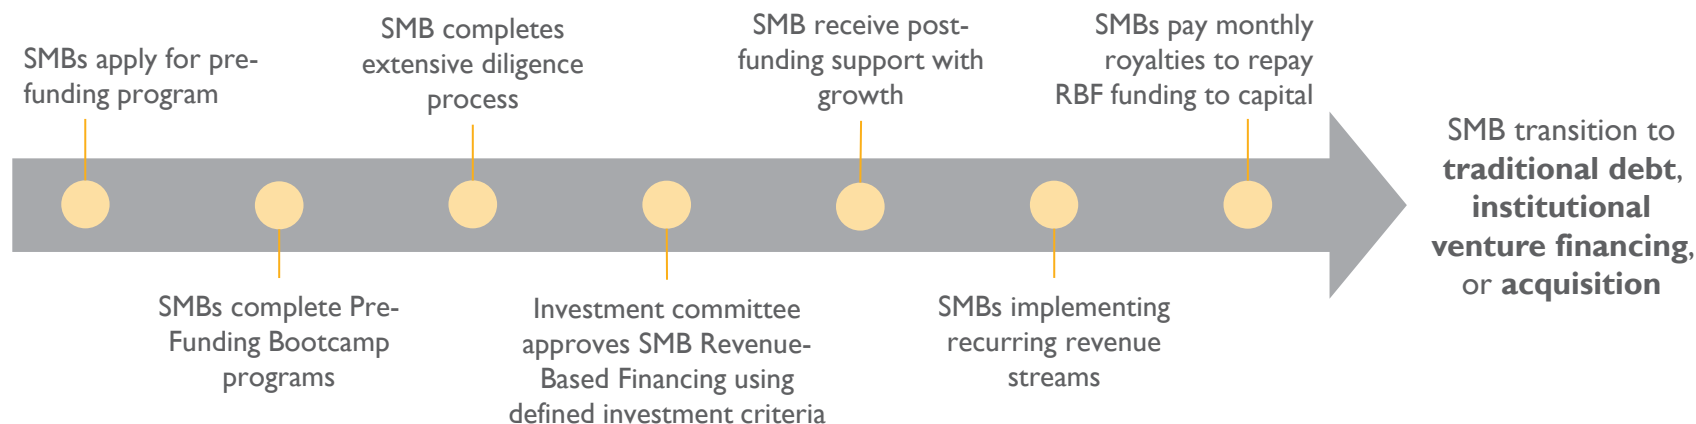 SMBs apply for pre-
funding program
SMBs complete Pre-
Funding Bootcamp
programs
SMB completes
extensive diligence
process
Investment committee
approves SMB Revenue-
Based Financing using
defined investment criteria
SMB receive post-
funding support with
growth
SMBs implementing
recurring revenue
streams
SMBs pay monthly
royalties to repay
RBF funding to capital
SMB transition to
traditional debt,
institutional
venture financing,
or acquisition